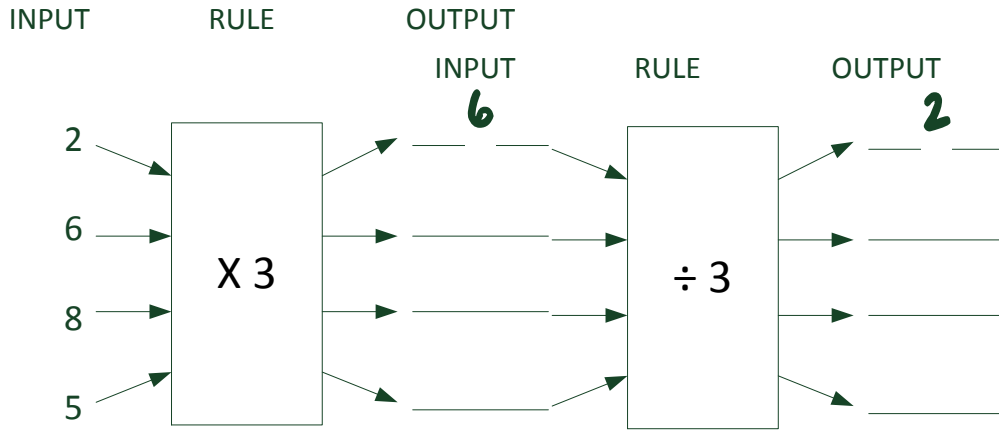 INPUT RULE OUTPUT
INPUT RULE OUTPUT
6 2
2
6
X 3 ÷ 3
8
5